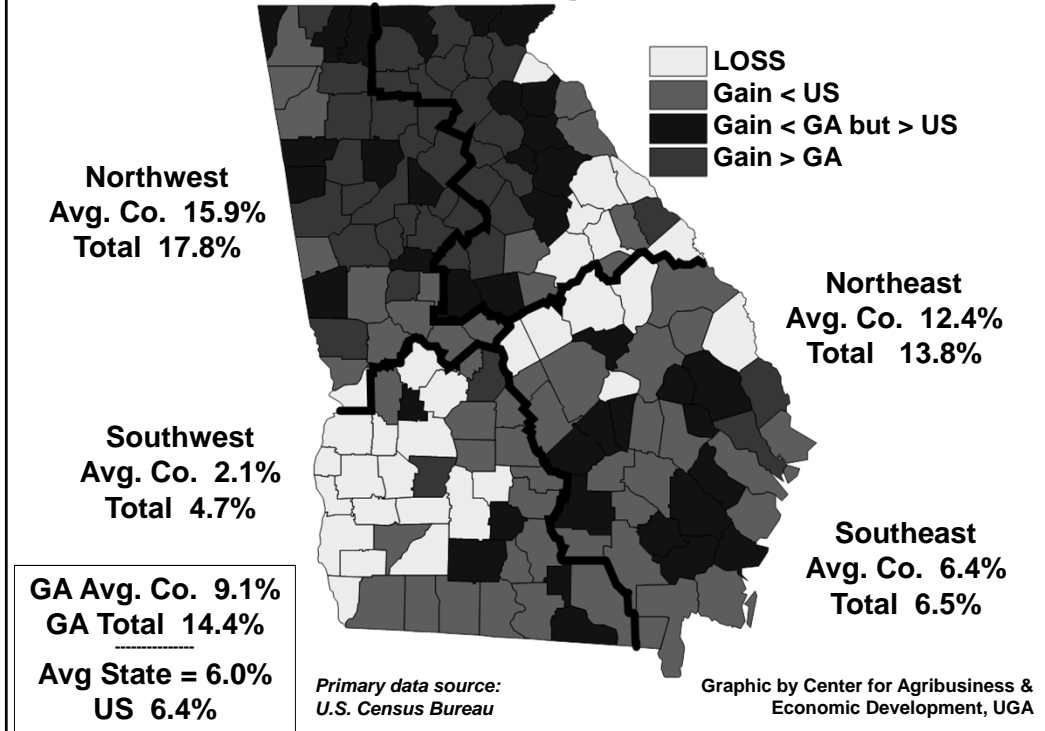 LOSS
Gain < US
Gain < GA but > US
Gain > GA
Northwest
Avg. Co. 15.9%
Total 17.8%
Northeast
Avg. Co. 12.4%
Total 13.8%
Southwest
Avg. Co. 2.1%
Total 4.7%
Southeast
Avg. Co. 6.4%
Total 6.5%
GA Avg. Co. 9.1%
GA Total 14.4%
---------------
Avg State = 6.0%
US 6.4%
Primary data source:
U.S. Census Bureau
Graphic by Center for Agribusiness &
Economic Development, UGA